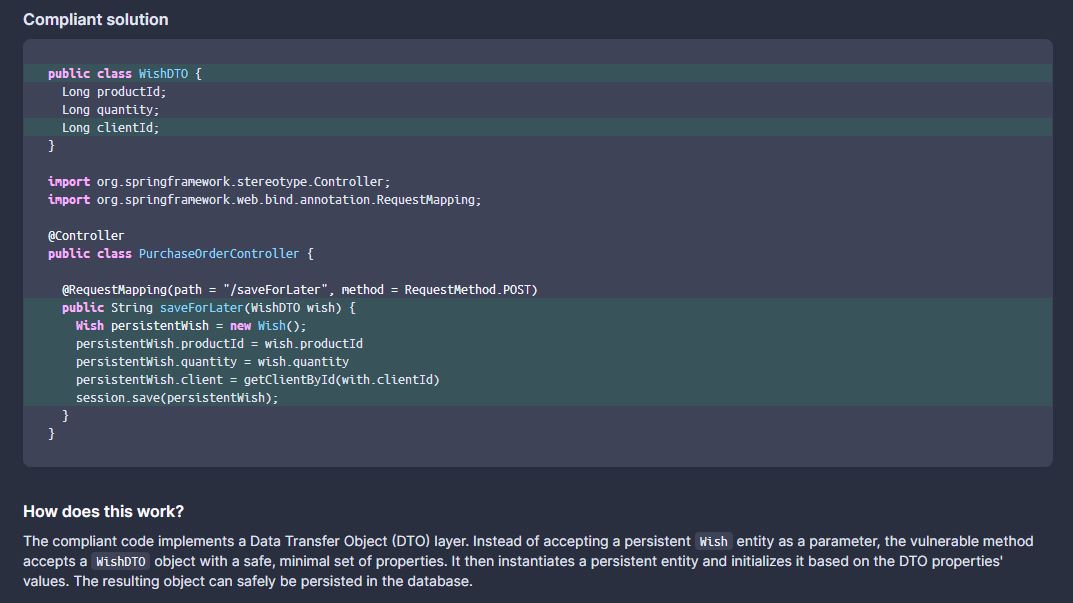 Compliant solution
public class WishDTO {
  Long productId;
  Long quantity;
  Long clientId;
}
import org.springframework.stereotype.Controller;
import org.springframework.web.bind.annotation.RequestMapping;
@Controller
public class PurchaseOrderController {
  @RequestMapping(path = "/saveForLater", method = RequestMethod.POST)
  public String saveForLater(WishDTO wish) {
    Wish persistentWish = new Wish();
    persistentWish.productId = wish.productId
    persistentWish.quantity = wish.quantity
    persistentWish.client = getClientById(with.clientId)
    session.save(persistentWish);
  }
}
How does this work?
The compliant code implements a Data Transfer Object (DTO) layer. Instead of accepting a persistent Wish entity as a parameter, the vulnerable method
accepts a WishDTO object with a safe, minimal set of properties. It then instantiates a persistent entity and initializes it based on the DTO properties'
values. The resulting object can safely be persisted in the database.